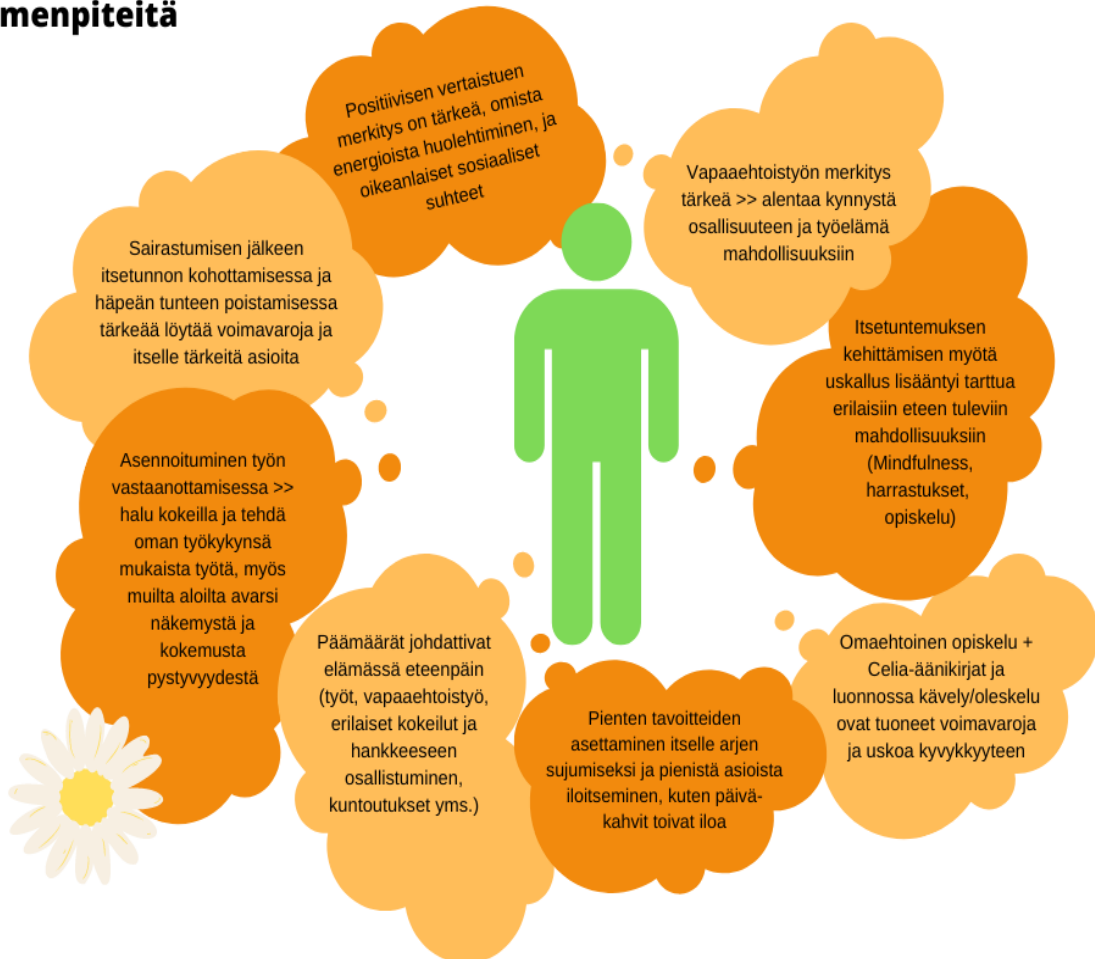 menpiteitä
Positiivisen vertaistuen
merkitys on tärkeä, omista
energioista huolehtiminen, ja
oikeanlaiset sosiaaliset
suhteet
Vapaaehtoistyön merkitys
tärkeä >> alentaa kynnystä
osallisuuteen ja työelämä
mahdollisuuksiin
Sairastumisen jälkeen
itsetunnon kohottamisessa ja
häpeän tunteen poistamisessa
tärkeää löytää voimavaroja ja
itselle tärkeitä asioita
Itsetuntemuksen
kehittämisen myötä
uskallus lisääntyi tarttua
erilaisiin eteen tuleviin
mahdollisuuksiin
(Mindfulness,
harrastukset,
opiskelu)
Asennoituminen työn
vastaanottamisessa >>
halu kokeilla ja tehdä
oman työkykynsä
mukaista työtä, myös
muilta aloilta avarsi
näkemystä ja
kokemusta
pystyvyydestä
Päämäärät johdattivat
elämässä eteenpäin
(työt, vapaaehtoistyö,
erilaiset kokeilut ja
hankkeeseen
osallistuminen,
kuntoutukset yms.)
Pienten tavoitteiden
asettaminen itselle arjen
sujumiseksi ja pienistä asioista
iloitseminen, kuten päivä-
kahvit toivat iloa
Omaehtoinen opiskelu +
Celia-äänikirjat ja
luonnossa kävely/oleskelu
ovat tuoneet voimavaroja
ja uskoa kyvykkyyteen